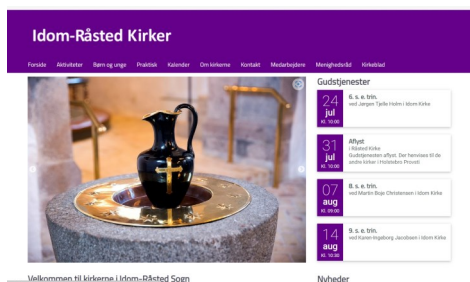 Idom-Råsted Kirker
Forside Aktiviteter Børn og unge Praktisk Kalender Om kirkerne Kontakt Medarbejdere Menighedsråd Kirkeblad
Gudstjenester
24
jul
Kl. 10:00
6. s. e. trin.
ved Jørgen Tjelle Holm i Idom Kirke
31
jul
Kl. 10:00
Aflyst
i Råsted Kirke
Gudstjenesten aflyst. Der henvises til de
andre kirker i Holstebro Provsti
07
aug
Kl. 09:00
8. s. e. trin.
ved Martin Boje Christensen i Idom Kirke
14
aug
Kl. 10:30
9. s. e. trin.
ved Karen Ingeborg Jacobsen i Idom Kirke
Velkommen til kirkerne i Idom-Råsted Sogn
Nyheder